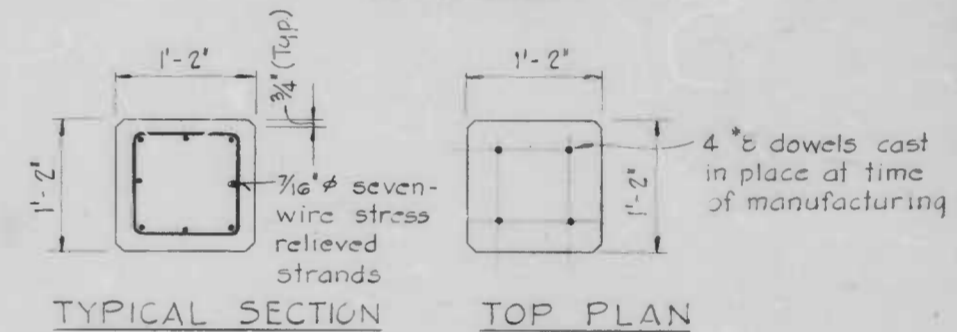 1'-2"
3/4" (Typ.)
1'-2"
7/16" φ seven-
wire stress
relieved
strands
TYPICAL SECTION
1'-2"
1'-2"
4 dowels cast
in place at time
of manufacturing
TOP PLAN